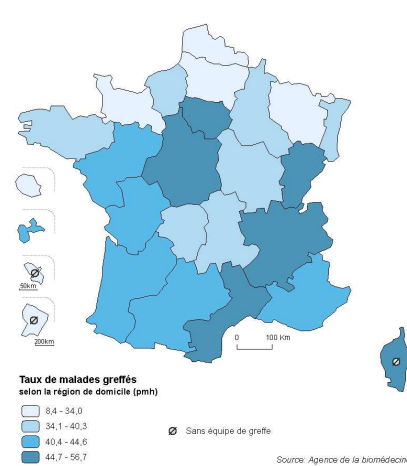 50km
200km
0 100 Km
Taux de malades greffés
selon la région de domicile (pmh)
8,4 - 34,0
34,1 - 40,3
40,4 - 44,6
44,7 - 56,7
Sans équipe de greffe
Source: Agence de la biomédecin